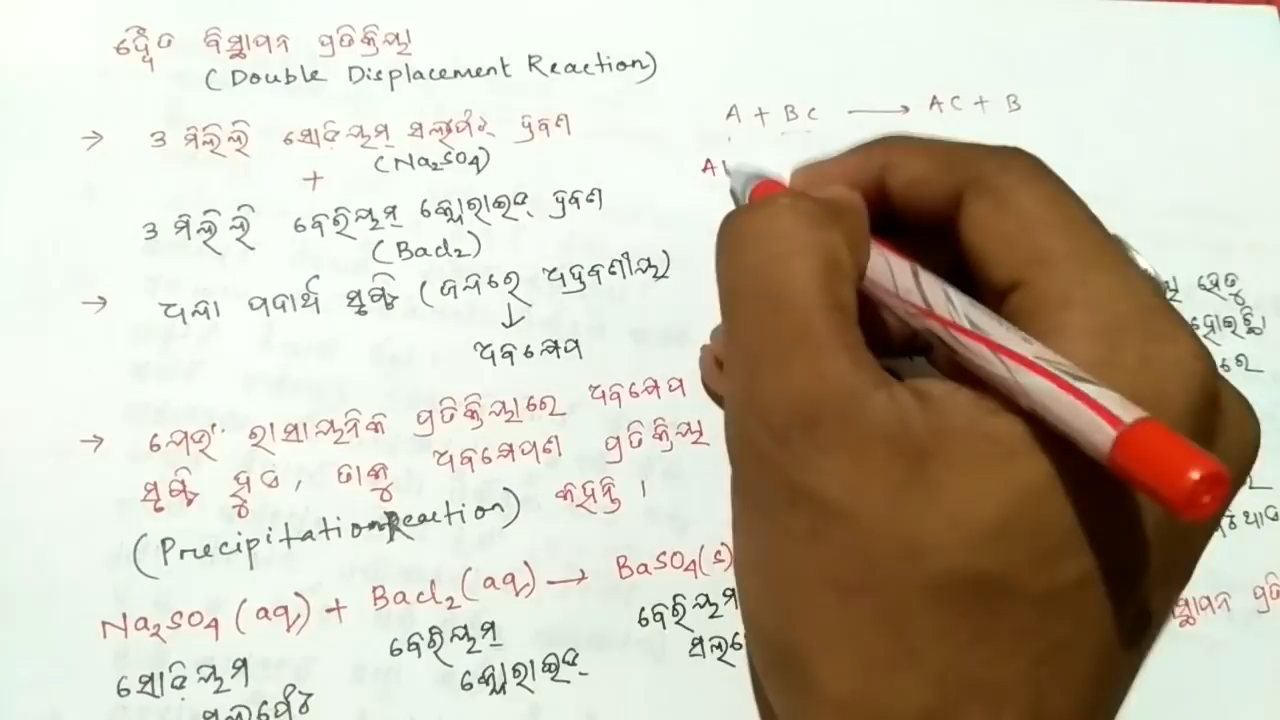 ଦ୍ୱୈତ ବିସ୍ଥାପନ ପ୍ରତିକ୍ରିୟା
(Double Displacement Reaction)
A + BC ⟶ AC + B
→ 3 ମିଲିଲି ସୋଡ଼ିୟମ୍ ସଲଫେଟ୍ ଦ୍ରବଣ
(Na₂SO₄)
+
3 ମିଲିଲି ବେରିୟମ୍ କ୍ଲୋରାଇଡ୍ ଦ୍ରବଣ
(BaCl₂)
→ ଧଳା ପଦାର୍ଥ ସୃଷ୍ଟି (ଜଳରେ ଅଦ୍ରବଣୀୟ)
↓
ଅବକ୍ଷେପ
→ ଯେଉଁ ରାସାୟନିକ ପ୍ରତିକ୍ରିୟାରେ ଅବକ୍ଷେପ
ସୃଷ୍ଟି ହୁଏ, ତାକୁ ଅବକ୍ଷେପଣ ପ୍ରତିକ୍ରିୟା
(Precipitation Reaction) କହନ୍ତି ।
Na₂SO₄ (aq) + BaCl₂ (aq) → BaSO₄(s)
ସୋଡ଼ିୟମ ବେରିୟମ୍ ବେରିୟମ
ସଲଫେଟ କ୍ଲୋରାଇଡ୍
ହେତୁ
ହୋଇଛି
ରେ